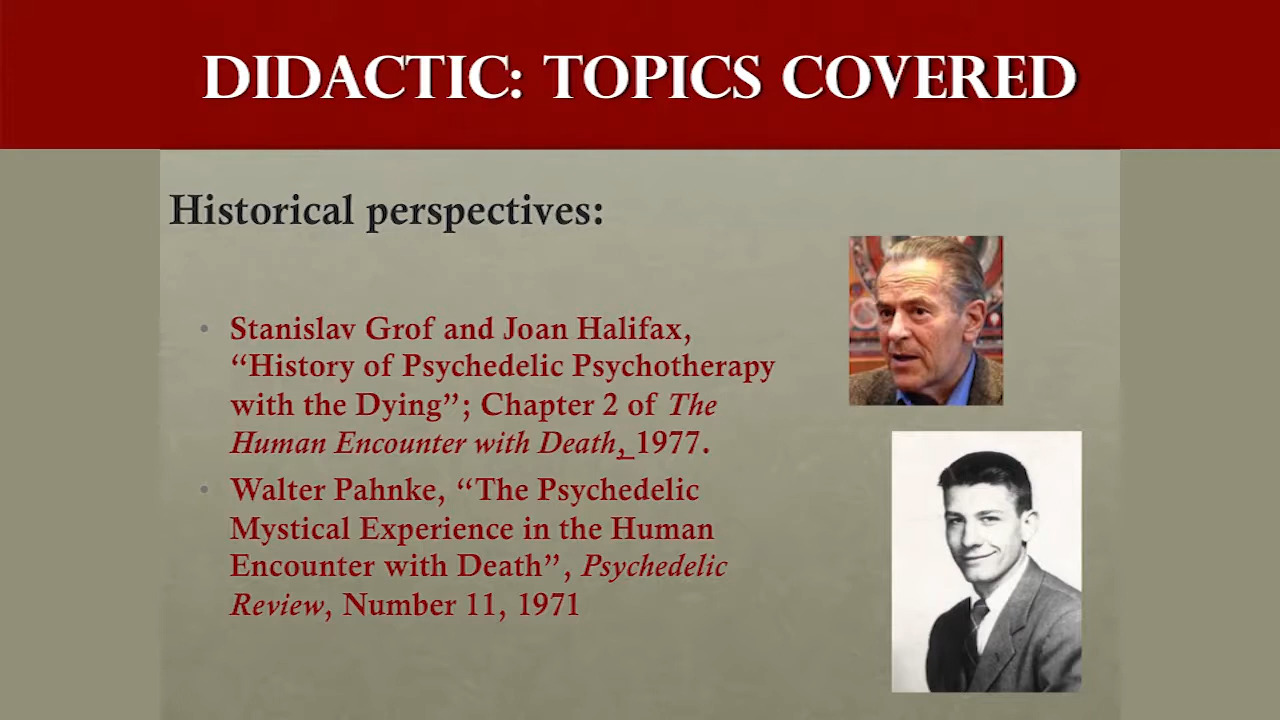 DIDACTIC: TOPICS COVERED
Historical perspectives:
• Stanislav Grof and Joan Halifax,
“History of Psychedelic Psychotherapy
with the Dying”; Chapter 2 of The
Human Encounter with Death, 1977.
• Walter Pahnke, “The Psychedelic
Mystical Experience in the Human
Encounter with Death”, Psychedelic
Review, Number 11, 1971